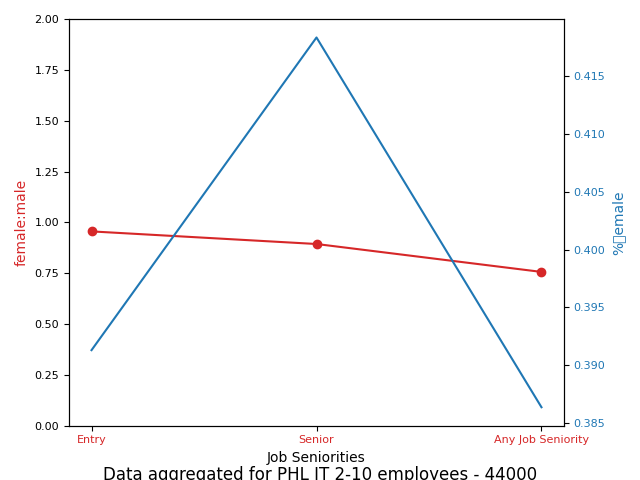 2.00
1.75
1.50
1.25
1.00
0.75
0.50
0.25
0.00
female:male
0.415
0.410
0.405
0.400
0.395
0.390
0.385
Entry
Senior
Any Job Seniority
Job Seniorities
Data aggregated for PHL IT 2-10 employees - 44000